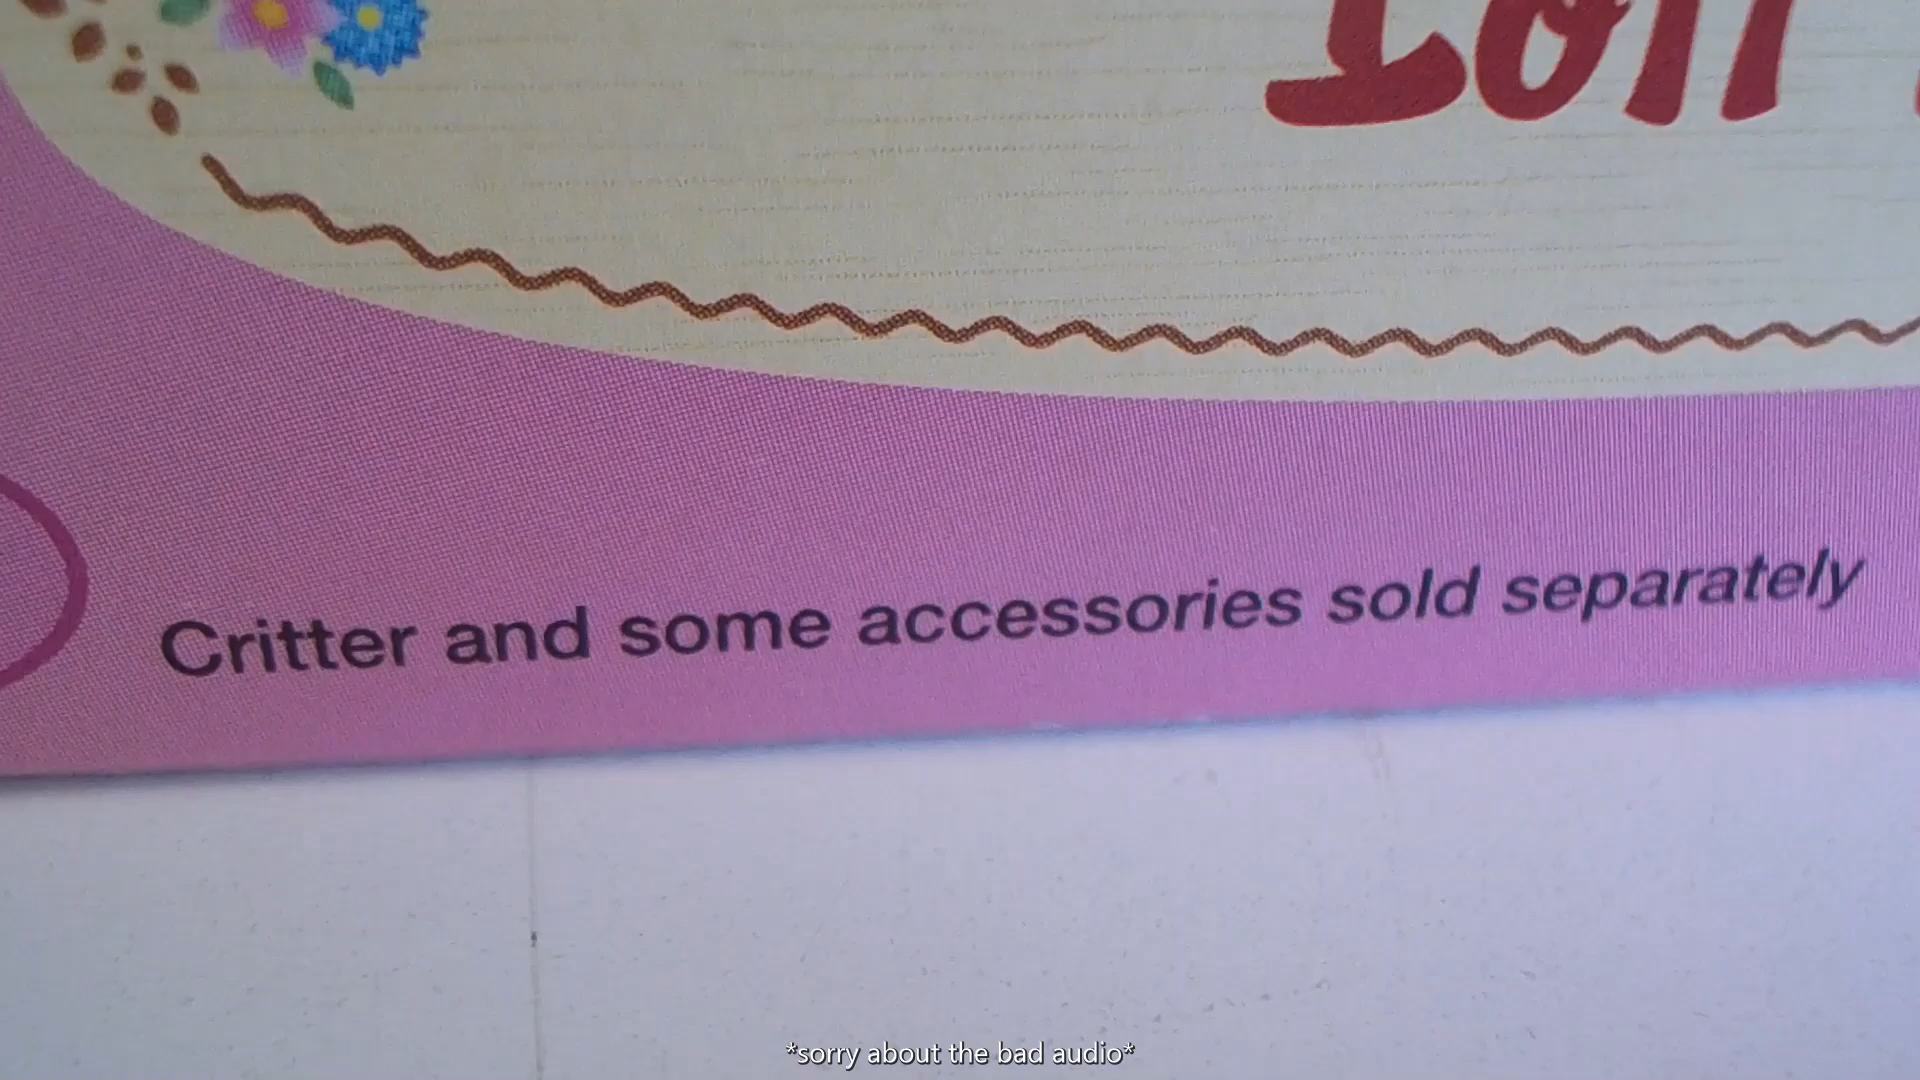 Critter and some accessories sold separately
*sorry about the bad audio*